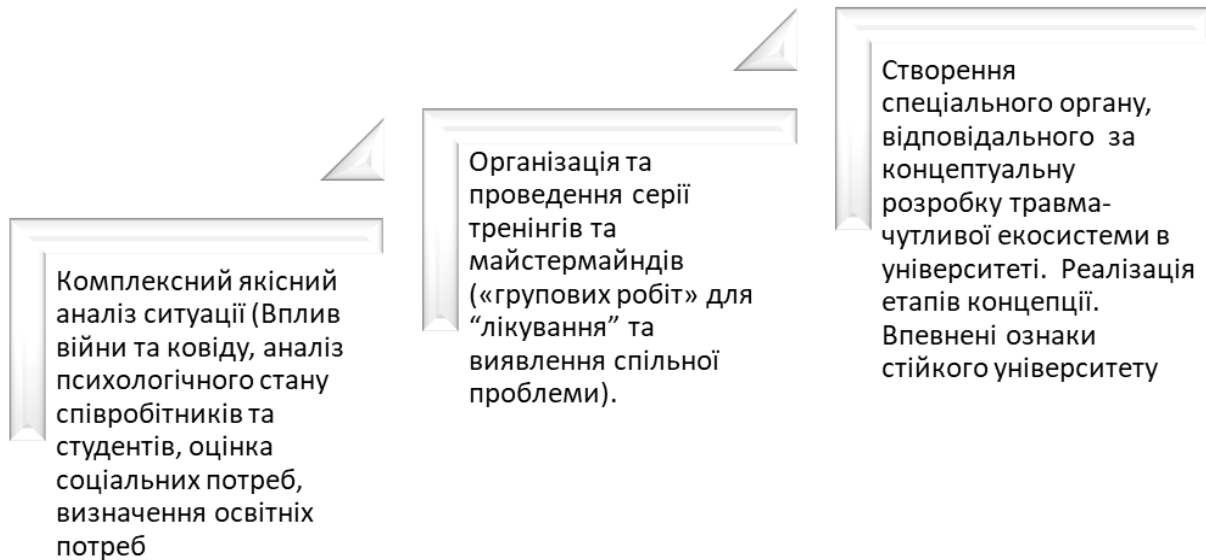 Комплексний якісний
аналіз ситуації (Вплив
війни та ковіду, аналіз
психологічного стану
співробітників та
студентів, оцінка
соціальних потреб,
визначення освітніх
потреб
Організація та
проведення серії
тренінгів та
майстермайндів
(«групових робіт» для
“лікування” та
виявлення спільної
проблеми).
Створення
спеціального органу,
відповідального за
концептуальну
розробку травма-
чутливої екосистеми в
університеті. Реалізація
етапів концепції.
Впевнені ознаки
стійкого університету